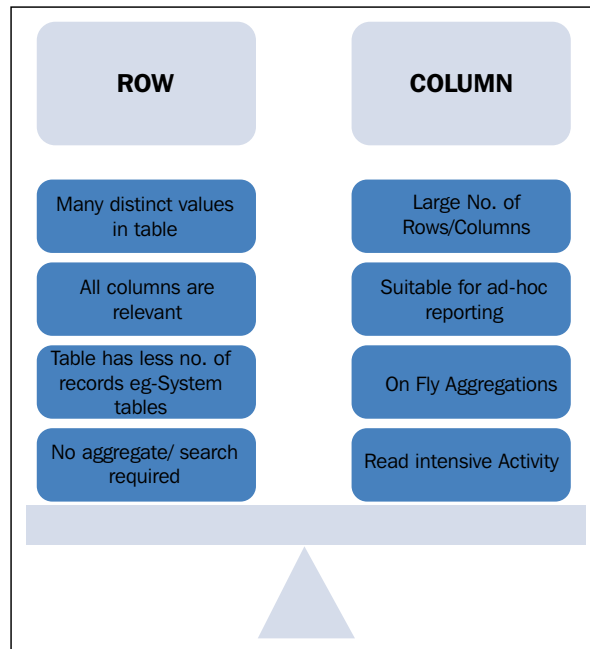 ROW
Many distinct values
in table
All columns are
relevant
Table has less no. of
records eg-System
tables
No aggregate/ search
required
COLUMN
Large No. of
Rows/Columns
Suitable for ad-hoc
reporting
On Fly Aggregations
Read intensive Activity